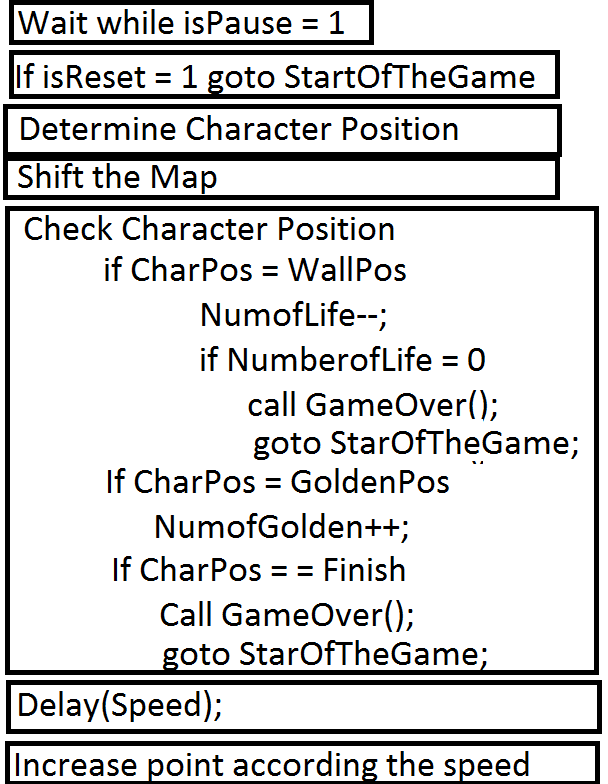 Wait while isPause = 1
If isReset = 1 goto StartOfTheGame
Determine Character Position
Shift the Map
Check Character Position
if CharPos = WallPos
NumofLife--;
if NumberofLife = 0
call GameOver();
goto StarOfTheGame;
If CharPos = GoldenPos
NumofGolden++;
If CharPos = = Finish
Call GameOver();
goto StarOfTheGame;
Delay(Speed);
Increase point according the speed